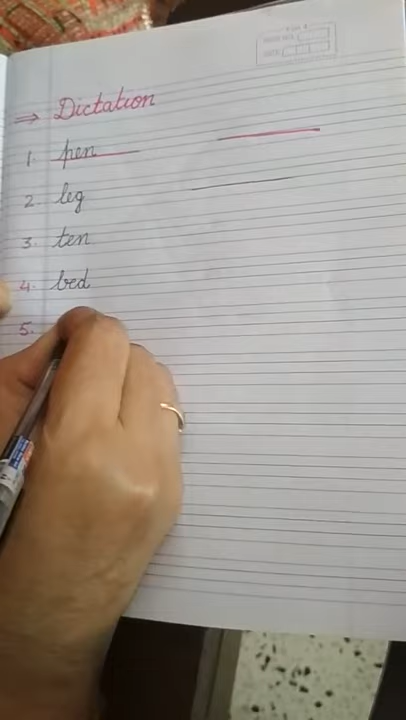 ⇒ Dictation
1. pen
2. leg
3. ten
4. bed
5.